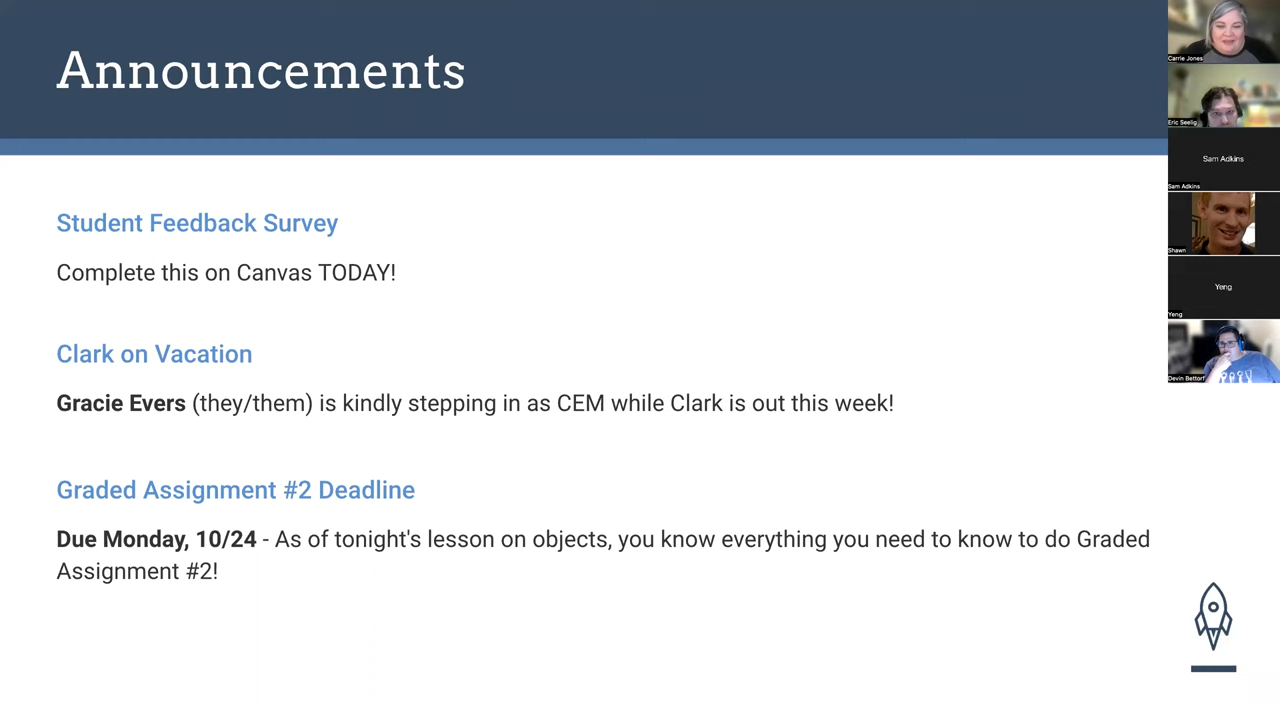 Announcements
Student Feedback Survey
Complete this on Canvas TODAY!
Clark on Vacation
Gracie Evers (they/them) is kindly stepping in as CEM while Clark is out this week!
Graded Assignment #2 Deadline
Due Monday, 10/24 - As of tonight's lesson on objects, you know everything you need to know to do Graded
Assignment #2!
Carrie Jones
Eric Seelig
Sam Adkins
Sam Adkins
Shawn
Yeng
Yeng
Devin Bettorf